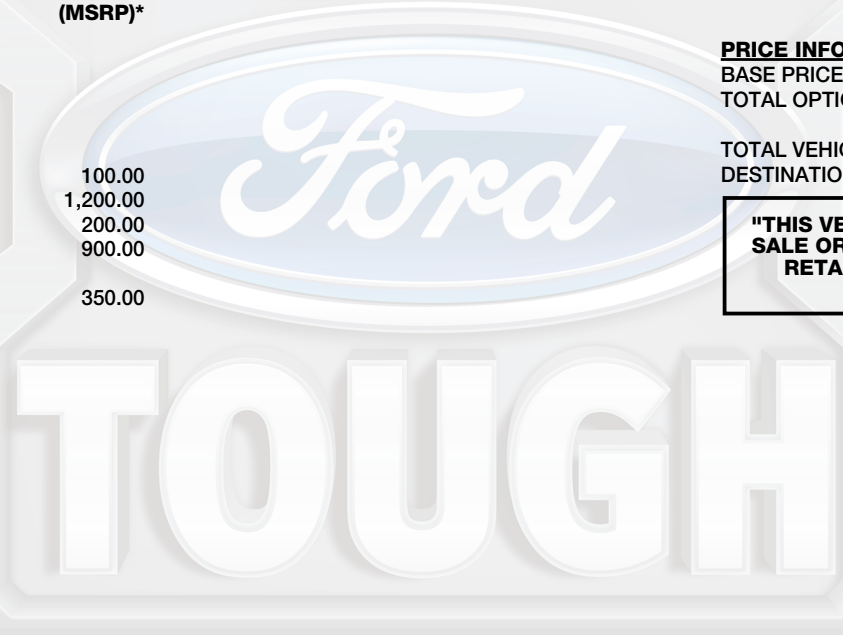 (MSRP)*
100.00
1,200.00
200.00
900.00
350.00
Ford
TOUGH
PRICE INFO
BASE PRICE
TOTAL OPTIO
TOTAL VEHIC
DESTINATIO
"THIS VE
SALE OR
RETA